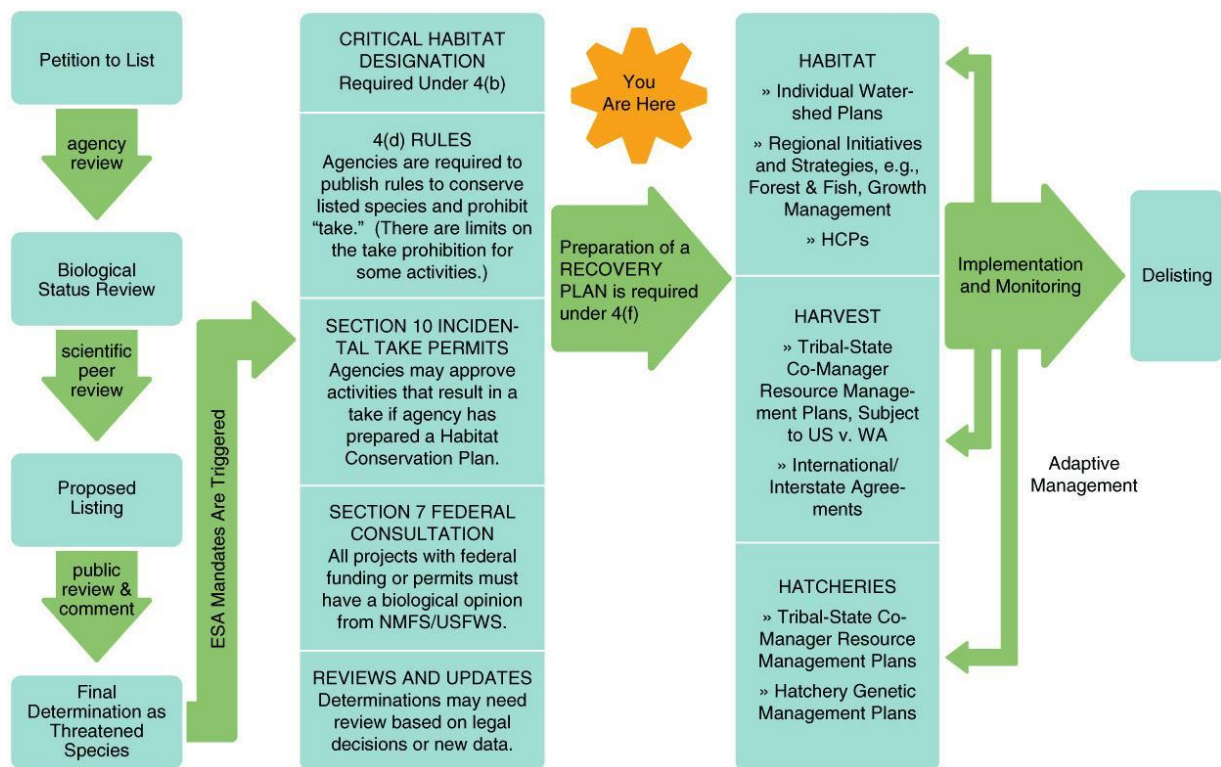 Petition to List
agency
review
Biological
Status Review
scientific
peer
review
Proposed
Listing
public
review &
comment
Final
Determination as
Threatened
Species
ESA Mandates Are Triggered
CRITICAL HABITAT
DESIGNATION
Required Under 4(b)
4(d) RULES
Agencies are required to
publish rules to conserve
listed species and prohibit
“take.” (There are limits on
the take prohibition for
some activities.)
SECTION 10 INCIDEN-
TAL TAKE PERMITS
Agencies may approve
activities that result in a
take if agency has
prepared a Habitat
Conservation Plan.
SECTION 7 FEDERAL
CONSULTATION
All projects with federal
funding or permits must
have a biological opinion
from NMFS/USFWS.
REVIEWS AND UPDATES
Determinations may need
review based on legal
decisions or new data.
You
Are Here
Preparation of a
RECOVERY
PLAN is required
under 4(f)
HABITAT
» Individual Water-
shed Plans
» Regional Initiatives
and Strategies, e.g.,
Forest & Fish, Growth
Management
» HCPs
HARVEST
» Tribal-State
Co-Manager
Resource Manage-
ment Plans, Subject
to US v. WA
» International/
Interstate Agree-
ments
HATCHERIES
» Tribal-State Co-
Manager Resource
Management Plans
» Hatchery Genetic
Management Plans
Implementation
and Monitoring
Adaptive
Management
Delisting